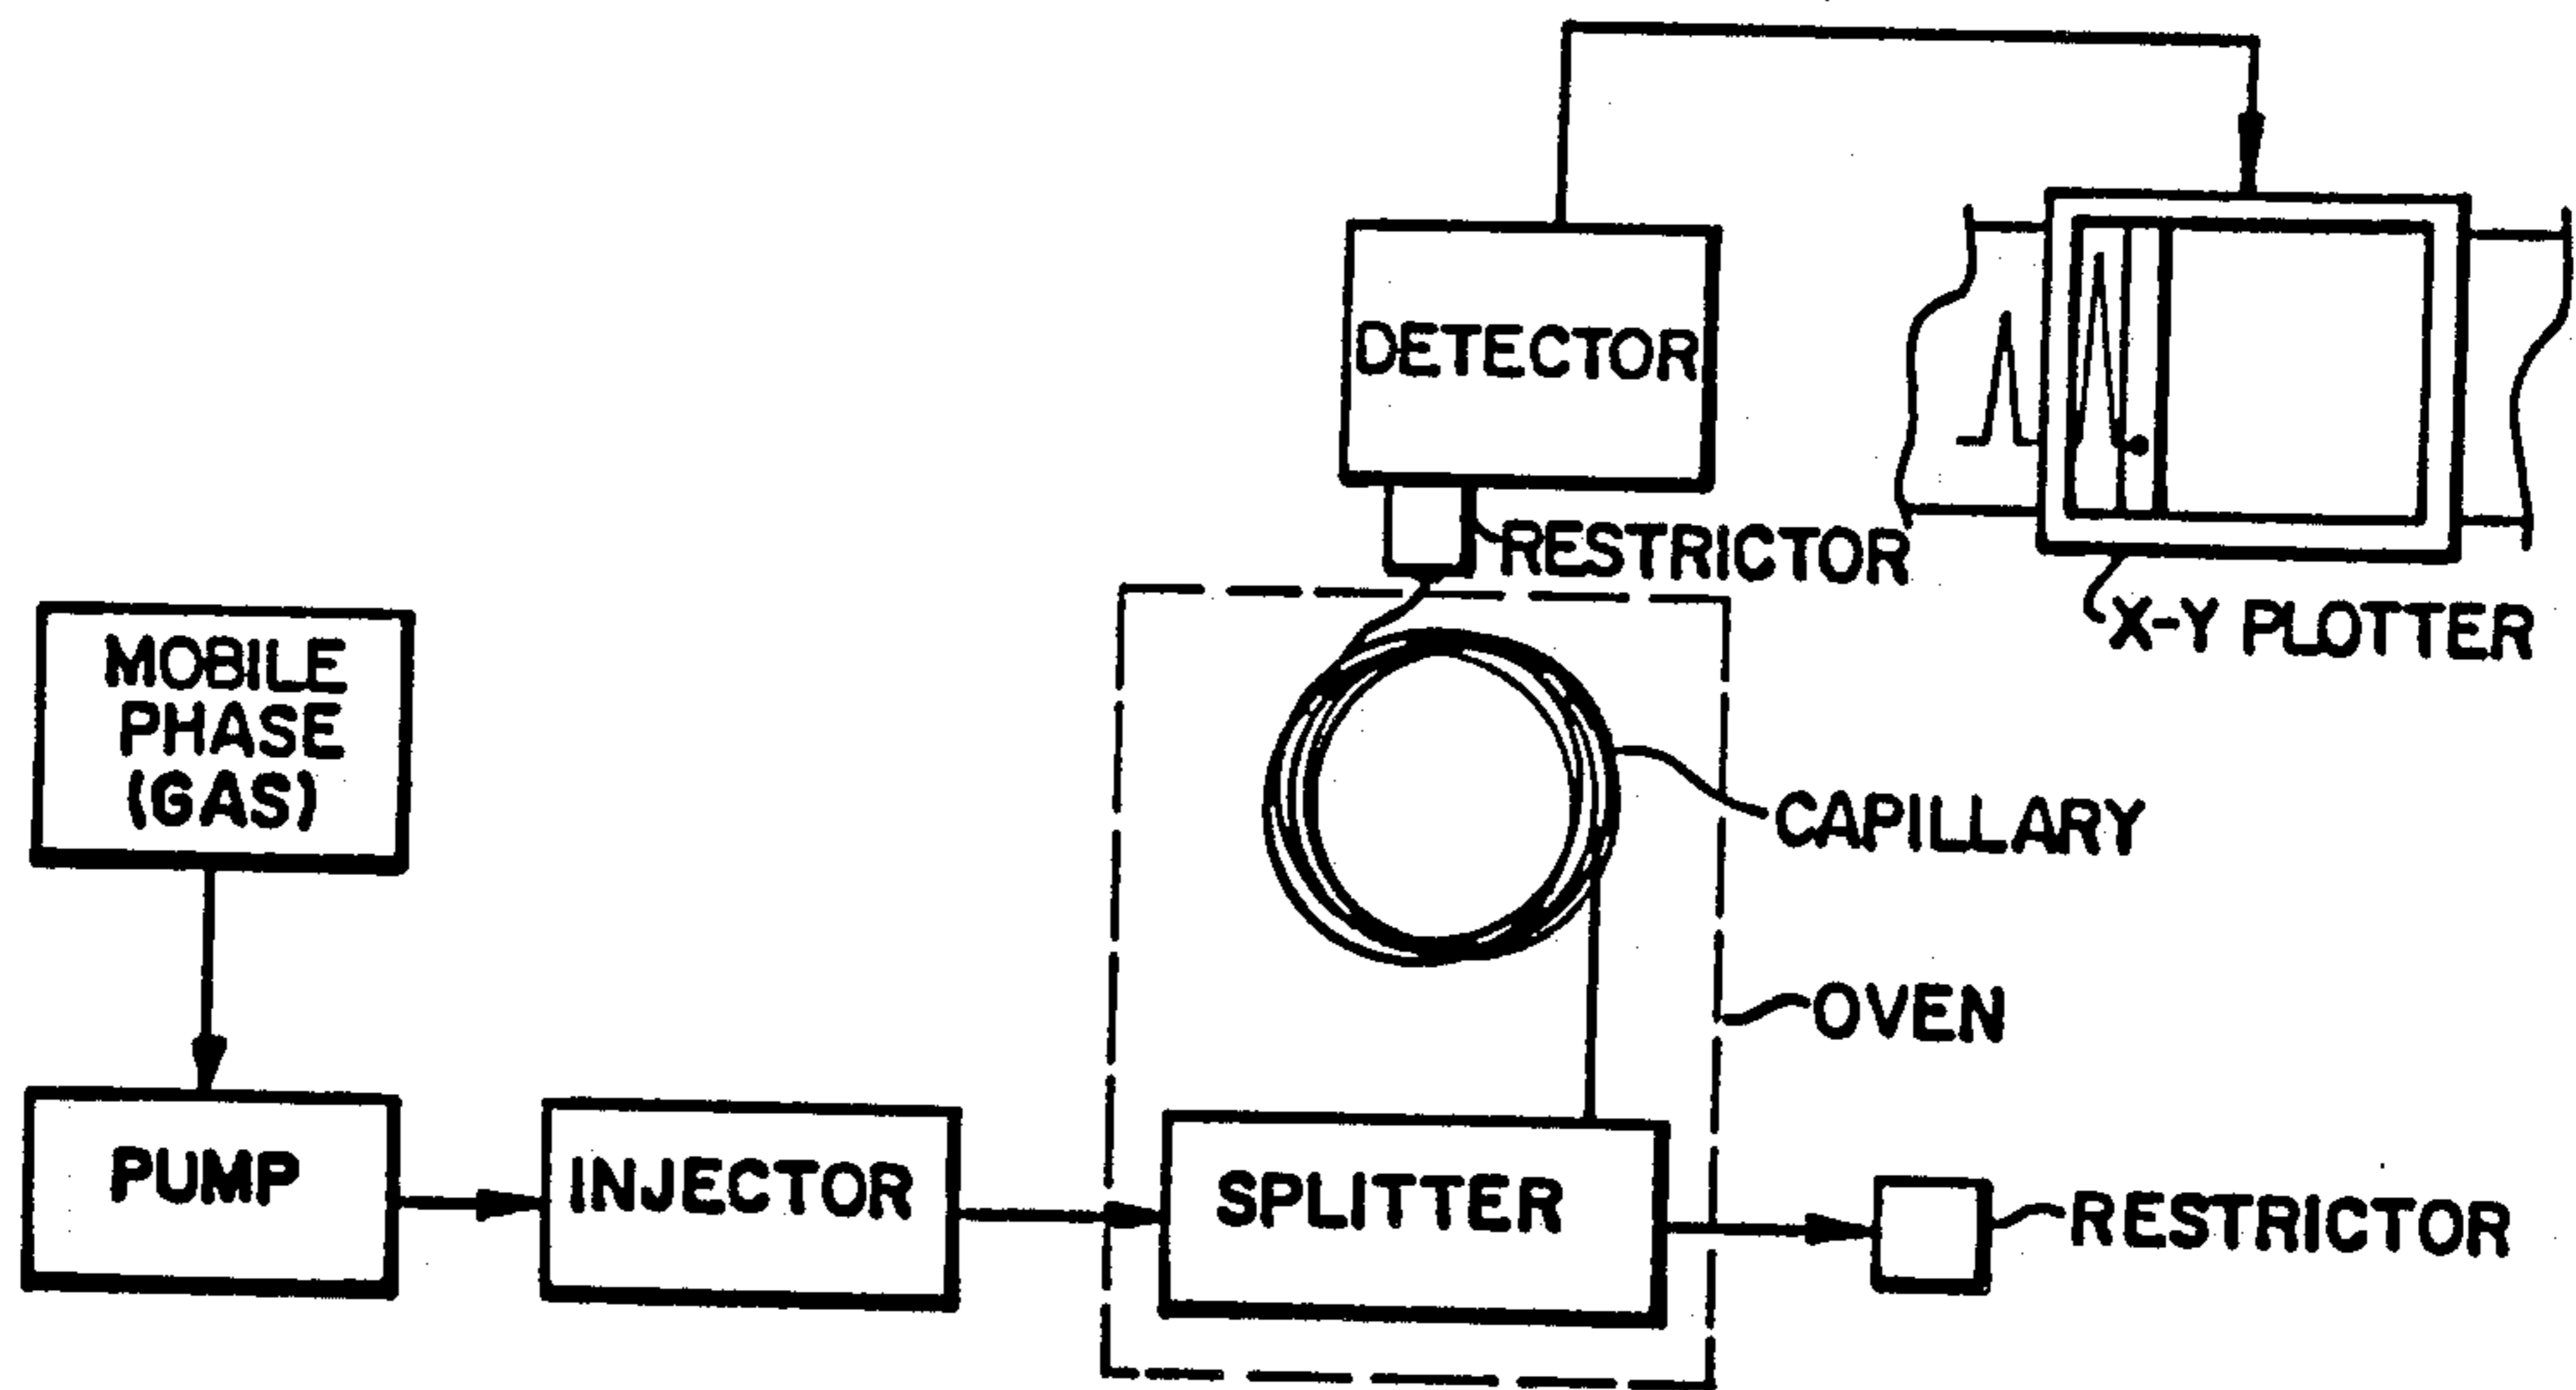 DETECTOR
RESTRICTOR
X-Y PLOTTER
MOBILE
PHASE
(GAS)
CAPILLARY
OVEN
PUMP
INJECTOR
SPLITTER
RESTRICTOR